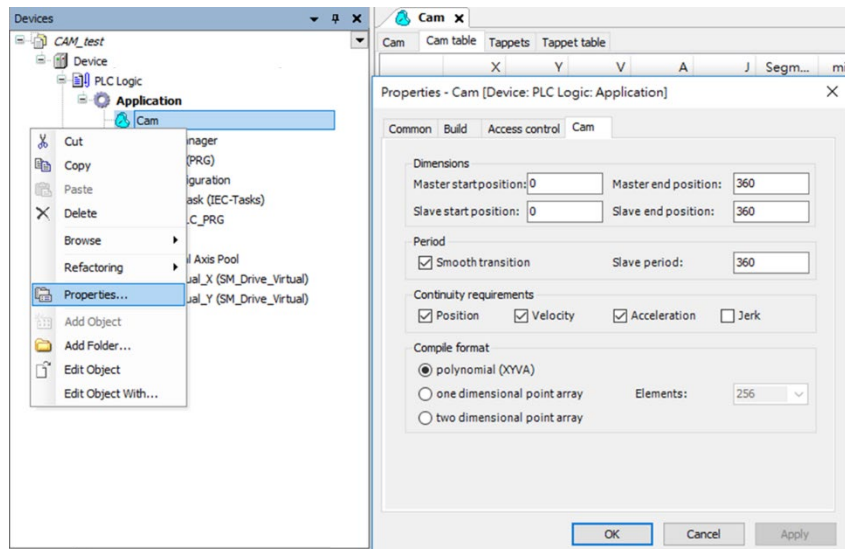 Devices
CAM_test
Device
PLC Logic
Application
Cam
nager
(PRG)
iguration
ask (IEC-Tasks)
LC_PRG
l Axis Pool
ual_X (SM_Drive_Virtual)
ual_Y (SM_Drive_Virtual)
Cut
Copy
Paste
Delete
Browse
Refactoring
Properties...
Add Object
Add Folder...
Edit Object
Edit Object With...
Cam
Cam Cam table Tappets Tappet table
X Y V A J Segm... mi
Properties - Cam [Device: PLC Logic: Application]
Common Build Access control Cam
Dimensions
Master startposition: 0 Master end position: 360
Slave start position: 0 Slave end position: 360
Period
Smooth transition Slave period: 360
Continuity requirements
Position Velocity Acceleration Jerk
Compile format
polynomial (XYVA)
one dimensional point array Elements: 256
two dimensional point array
OK Cancel Apply